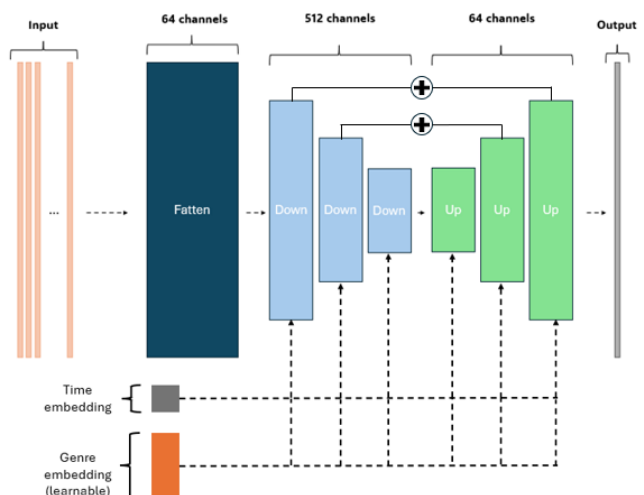 Input
64 channels
512 channels
64 channels
Output
...
Fatten
Down
Down
Down
Up
Up
Up
Time
embedding
Genre
embedding
(learnable)